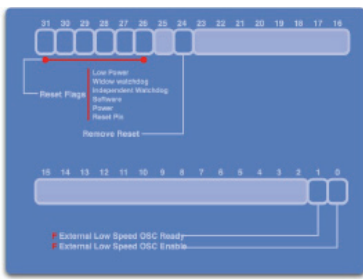 31 30 29 28 27 26 25 24 23 22 21 20 19 18 17 16
Low Power
Widow watchdog
Reset Flags
Independent Watchdog
Software
Power
Reset Pin
Remove Reset
15 14 13 12 11 10 9 8 7 6 5 4 3 2 1 0
External Low Speed OSC Ready
External Low Speed OSC Enable